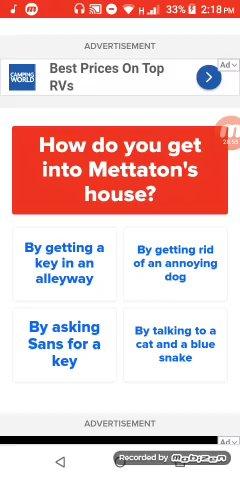 33% 2:18 PM
ADVERTISEMENT
CAMPING
WORLD
Best Prices On Top
RVs
Ad
How do you get
into Mettaton's
house?
By getting a
key in an
alleyway
By getting rid
of an annoying
dog
By asking
Sans for a
key
By talking to a
cat and a blue
snake
ADVERTISEMENT
Ad
Recorded by mobizen